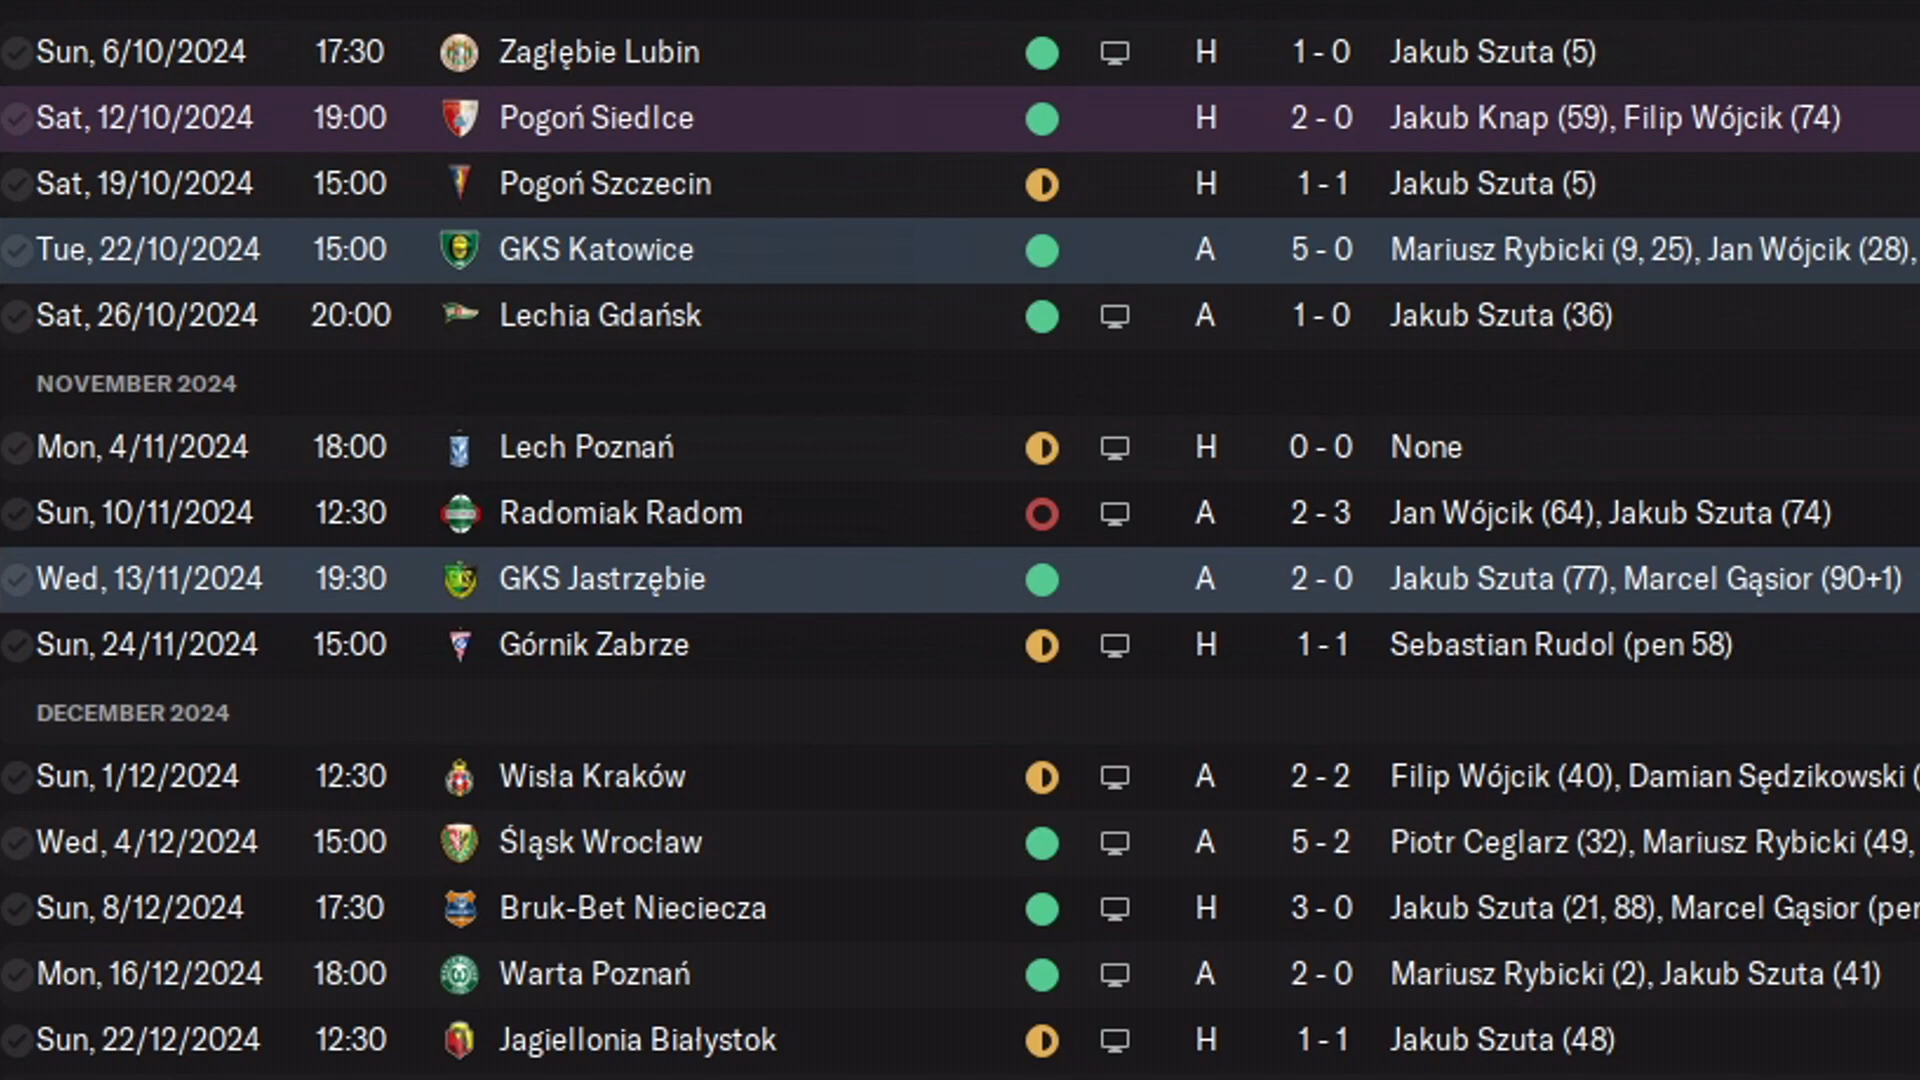 Sun, 6/10/2024 17:30 Zagłębie Lubin H 1 - 0 Jakub Szuta (5)
Sat, 12/10/2024 19:00 Pogoń Siedlce H 2 - 0 Jakub Knap (59), Filip Wójcik (74)
Sat, 19/10/2024 15:00 Pogoń Szczecin H 1 - 1 Jakub Szuta (5)
Tue, 22/10/2024 15:00 GKS Katowice A 5 - 0 Mariusz Rybicki (9, 25), Jan Wójcik (28),
Sat, 26/10/2024 20:00 Lechia Gdańsk A 1 - 0 Jakub Szuta (36)
NOVEMBER 2024
Mon, 4/11/2024 18:00 Lech Poznań H 0 - 0 None
Sun, 10/11/2024 12:30 Radomiak Radom A 2 - 3 Jan Wójcik (64), Jakub Szuta (74)
Wed, 13/11/2024 19:30 GKS Jastrzębie A 2 - 0 Jakub Szuta (77), Marcel Gąsior (90+1)
Sun, 24/11/2024 15:00 Górnik Zabrze H 1 - 1 Sebastian Rudol (pen 58)
DECEMBER 2024
Sun, 1/12/2024 12:30 Wisła Kraków A 2 - 2 Filip Wójcik (40), Damian Sędzikowski (
Wed, 4/12/2024 15:00 Śląsk Wrocław A 5 - 2 Piotr Ceglarz (32), Mariusz Rybicki (49,
Sun, 8/12/2024 17:30 Bruk-Bet Nieciecza H 3 - 0 Jakub Szuta (21, 88), Marcel Gąsior (pen
Mon, 16/12/2024 18:00 Warta Poznań A 2 - 0 Mariusz Rybicki (2), Jakub Szuta (41)
Sun, 22/12/2024 12:30 Jagiellonia Białystok H 1 - 1 Jakub Szuta (48)